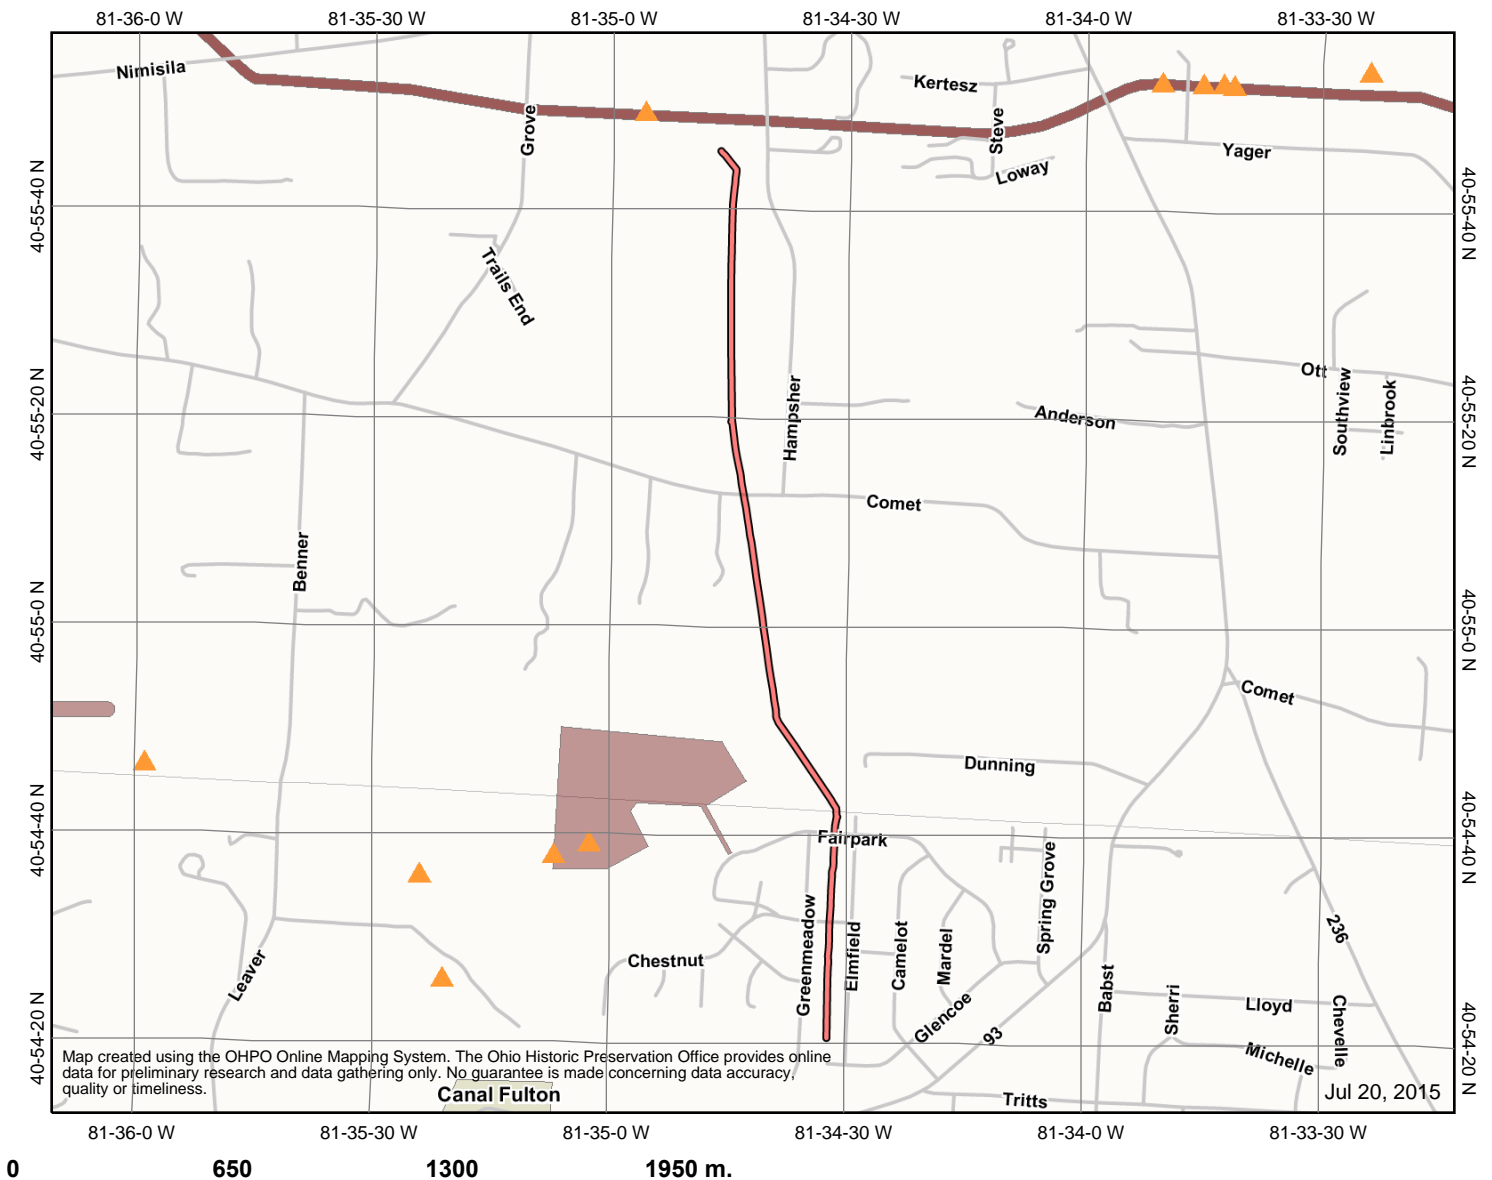 81-36-0 W 81-35-30 W 81-35-0 W 81-34-30 W 81-34-0 W 81-33-30 W
Nimisila
Kertesz
Grove
Steve
Yager
Loway
40-55-40 N
40-55-40 N
Trails End
Ott
Southview
Linbrook
Hampsher
Anderson
40-55-20 N
40-55-20 N
Comet
Benner
40-55-0 N
40-55-0 N
Comet
Dunning
40-54-40 N
40-54-40 N
Fairpark
Spring Grove
Greenmeadow
Elmfield
Camelot
Mardel
236
Chestnut
Leaver
Babst
Sherri
Lloyd
Chevelle
Glencoe
93
Michelle
40-54-20 N
40-54-20 N
Map created using the OHPO Online Mapping System. The Ohio Historic Preservation Office provides online
data for preliminary research and data gathering only. No guarantee is made concerning data accuracy,
quality or timeliness.
Canal Fulton
Tritts
Jul 20, 2015
81-36-0 W 81-35-30 W 81-35-0 W 81-34-30 W 81-34-0 W 81-33-30 W
0 650 1300 1950 m.